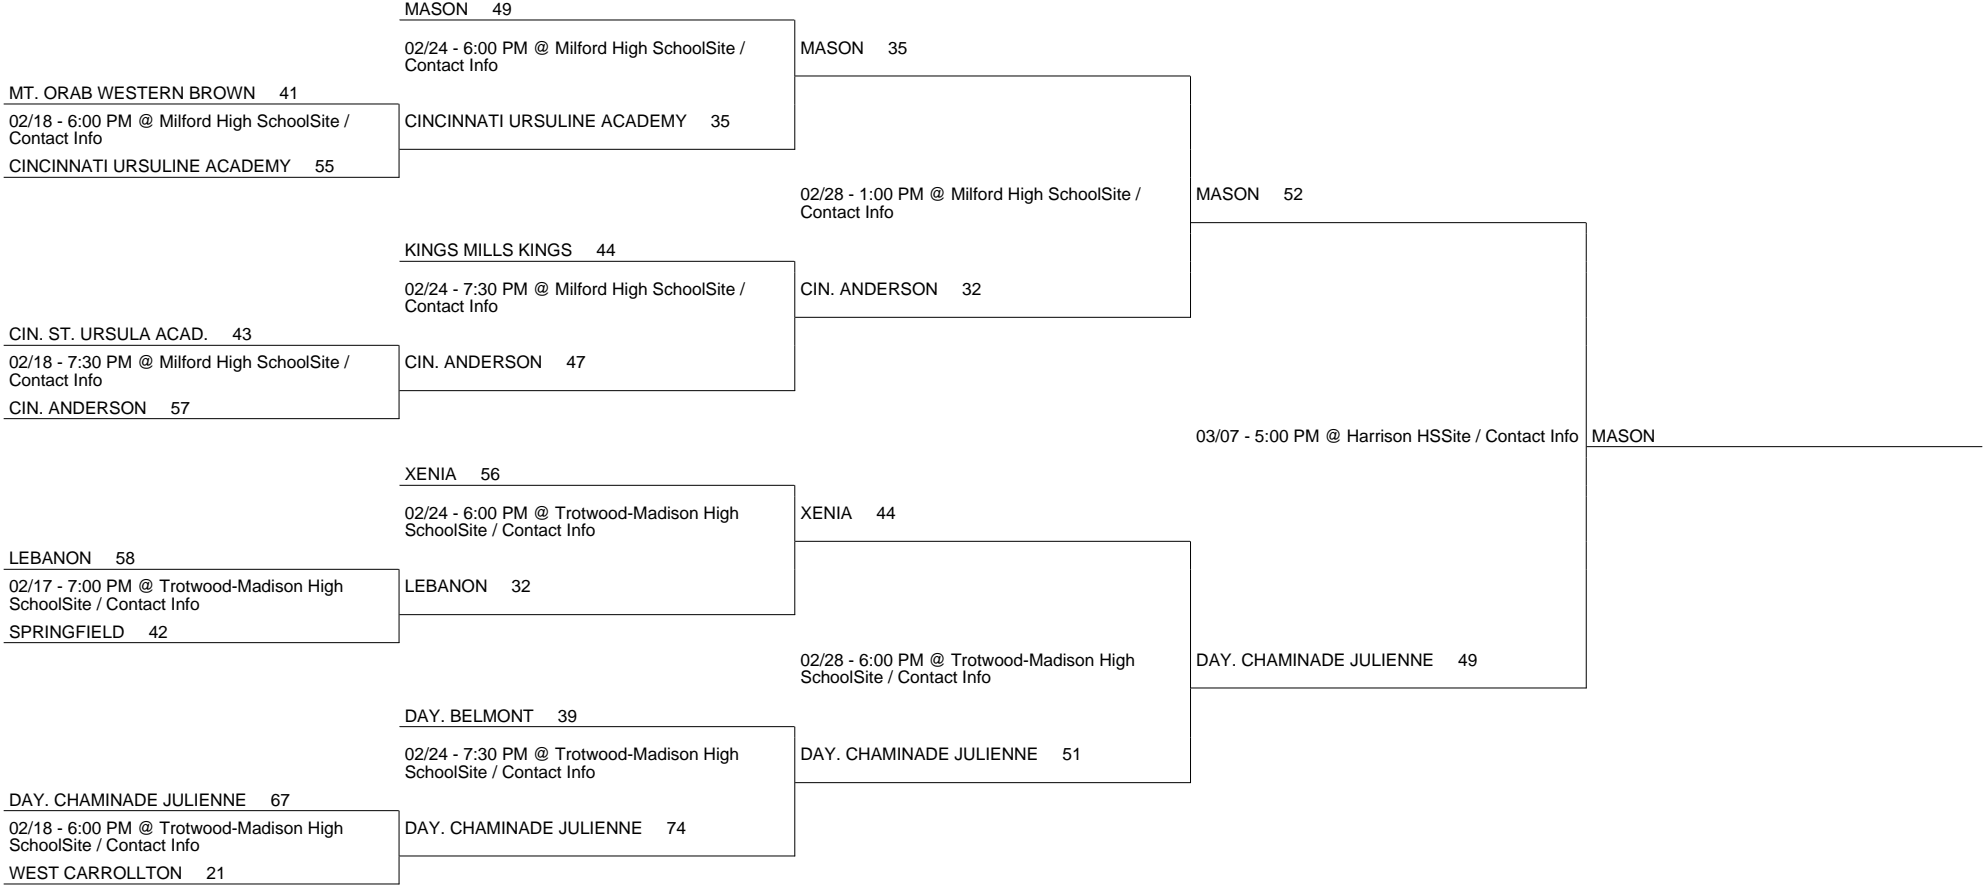 MASON 49
02/24 - 6:00 PM @ Milford High SchoolSite /
Contact Info
MASON 35
MT. ORAB WESTERN BROWN 41
02/18 - 6:00 PM @ Milford High SchoolSite /
Contact Info
CINCINNATI URSULINE ACADEMY 35
CINCINNATI URSULINE ACADEMY 55
02/28 - 1:00 PM @ Milford High SchoolSite /
Contact Info
MASON 52
KINGS MILLS KINGS 44
02/24 - 7:30 PM @ Milford High SchoolSite /
Contact Info
CIN. ANDERSON 32
CIN. ST. URSULA ACAD. 43
02/18 - 7:30 PM @ Milford High SchoolSite /
Contact Info
CIN. ANDERSON 47
CIN. ANDERSON 57
03/07 - 5:00 PM @ Harrison HSSite / Contact Info
MASON
XENIA 56
02/24 - 6:00 PM @ Trotwood-Madison High
SchoolSite / Contact Info
XENIA 44
LEBANON 58
02/17 - 7:00 PM @ Trotwood-Madison High
SchoolSite / Contact Info
LEBANON 32
SPRINGFIELD 42
02/28 - 6:00 PM @ Trotwood-Madison High
SchoolSite / Contact Info
DAY. CHAMINADE JULIENNE 49
DAY. BELMONT 39
02/24 - 7:30 PM @ Trotwood-Madison High
SchoolSite / Contact Info
DAY. CHAMINADE JULIENNE 51
DAY. CHAMINADE JULIENNE 67
02/18 - 6:00 PM @ Trotwood-Madison High
SchoolSite / Contact Info
DAY. CHAMINADE JULIENNE 74
WEST CARROLLTON 21